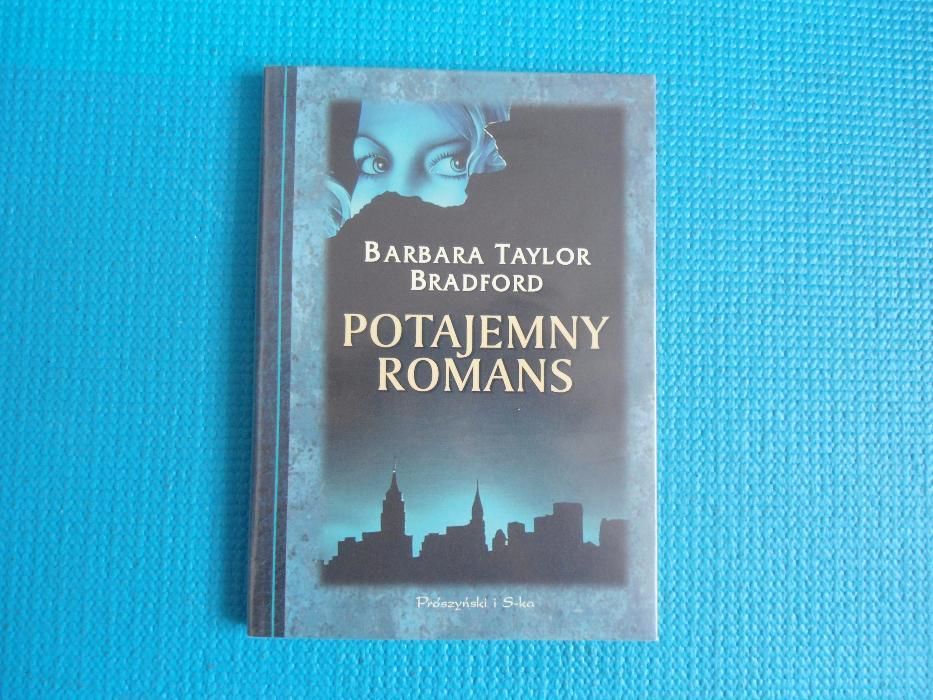 BARBARA TAYLOR
BRADFORD
POTAJEMNY
ROMANS
Prószyński i S-ka